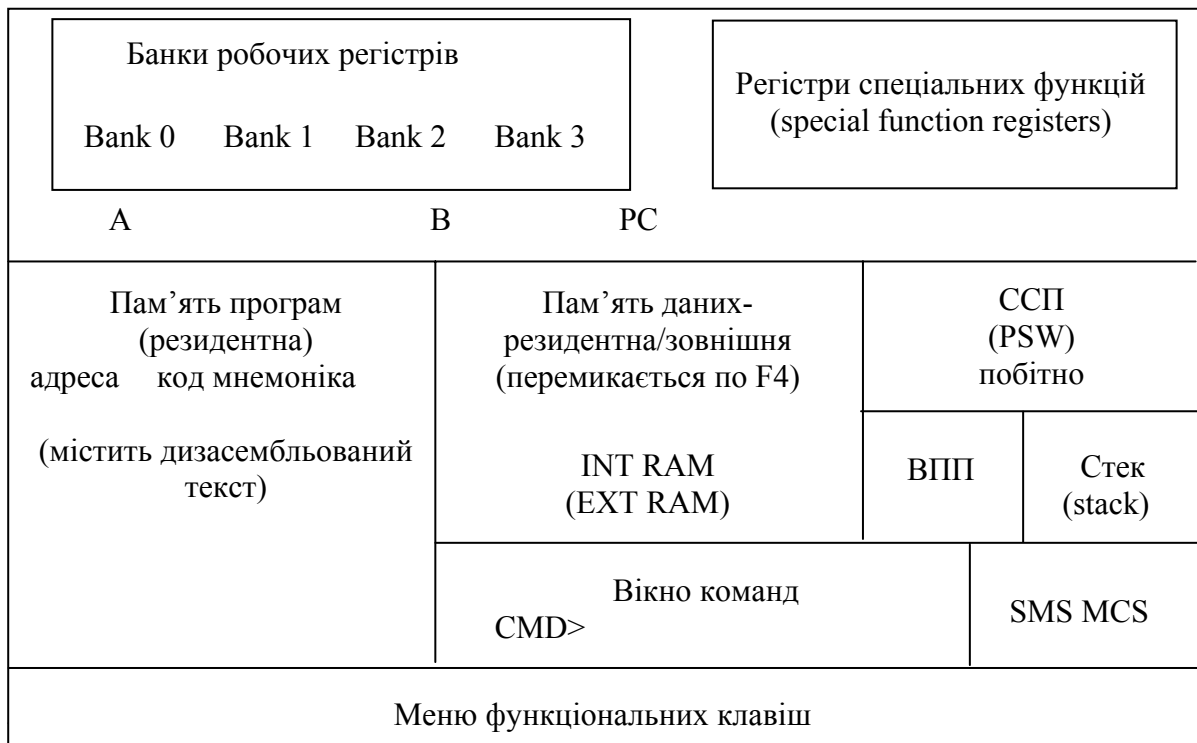 Банки робочих регістрів
Bank 0 Bank 1 Bank 2 Bank 3
Регістри спеціальних функцій
(special function registers)
A B PC
Пам’ять програм
(резидентна)
адреса код мнемоніка
(містить дизасембльований
текст)
Пам’ять даних-
резидентна/зовнішня
(перемикається по F4)
INT RAM
(EXT RAM)
ССП
(PSW)
побітно
ВПП
Стек
(stack)
Вікно команд
CMD>
SMS MCS
Меню функціональних клавіш